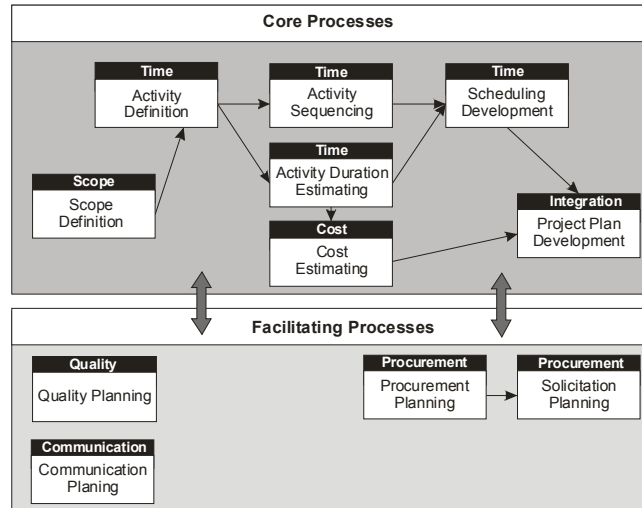 Core Processes
Time
Activity
Definition
Time
Activity
Sequencing
Time
Scheduling
Development
Time
Activity Duration
Estimating
Scope
Scope
Definition
Cost
Cost
Estimating
Integration
Project Plan
Development
Facilitating Processes
Quality
Quality Planning
Procurement
Procurement
Planning
Procurement
Solicitation
Planning
Communication
Communication
Planing